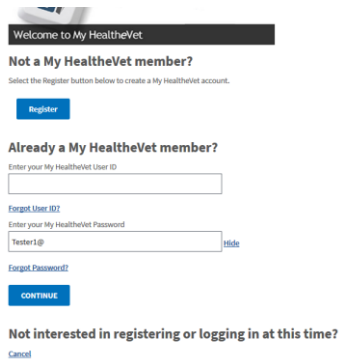 Welcome to My HealtheVet
Not a My HealtheVet member?
Select the Register button below to create a My HealtheVet account.
Register
Already a My HealtheVet member?
Enter your My HealtheVet User ID
Forgot User ID?
Enter your My HealtheVet Password
Tester1@ Hide
Forgot Password?
CONTINUE
Not interested in registering or logging in at this time?
Cancel